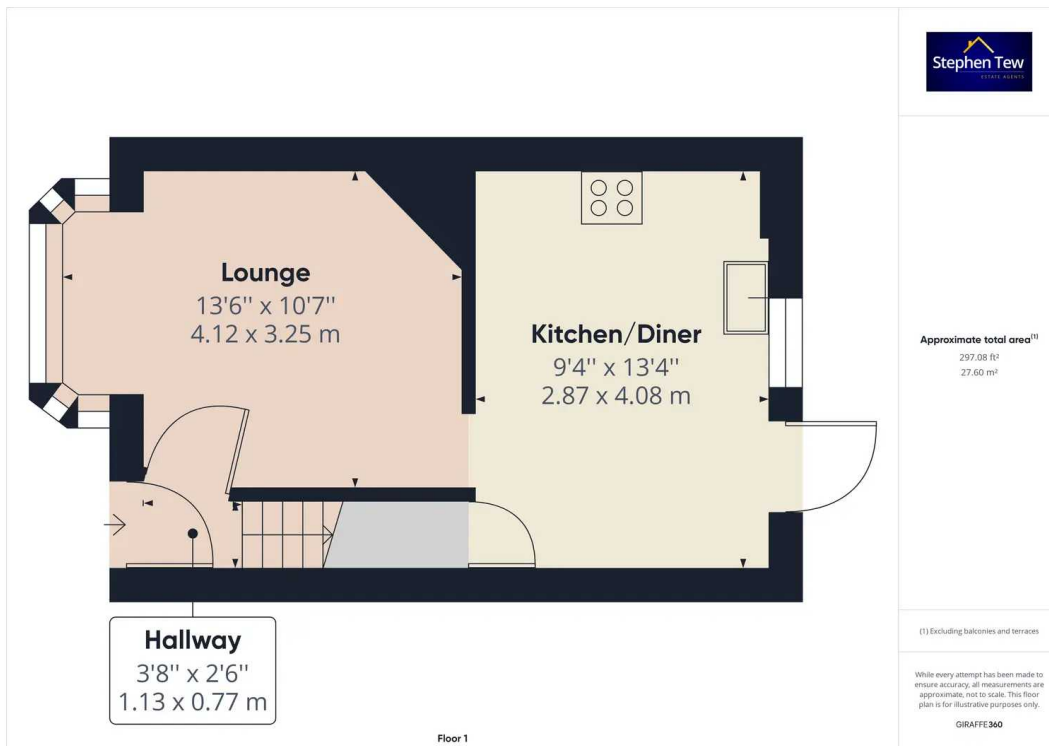 Lounge
13'6'' x 10'7''
4.12 x 3.25 m
Kitchen/Diner
9'4'' x 13'4''
2.87 x 4.08 m
Hallway
3'8'' x 2'6''
1.13 x 0.77 m
Floor 1
Stephen Tew
ESTATE AGENTS
Approximate total area(1)
297.08 ft²
27.60 m²
(1) Excluding balconies and terraces
While every attempt has been made to
ensure accuracy, all measurements are
approximate, not to scale. This floor
plan is for illustrative purposes only.
GIRAFFE360